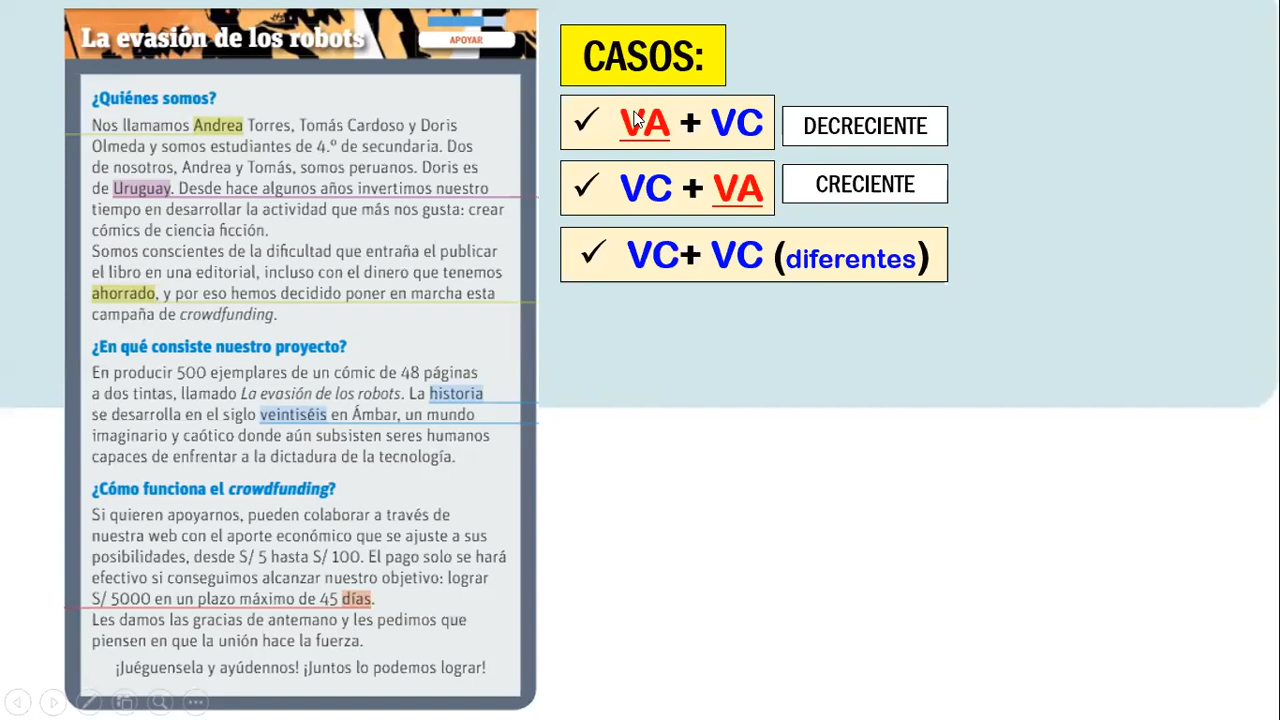 La evasión de los robots
APOYAR
¿Quiénes somos?
Nos llamamos Andrea Torres, Tomás Cardoso y Doris
Olmeda y somos estudiantes de 4.º de secundaria. Dos
de nosotros, Andrea y Tomás, somos peruanos. Doris es
de Uruguay. Desde hace algunos años invertimos nuestro
tiempo en desarrollar la actividad que más nos gusta: crear
cómics de ciencia ficción.
Somos conscientes de la dificultad que entraña el publicar
el libro en una editorial, incluso con el dinero que tenemos
ahorrado, y por eso hemos decidido poner en marcha esta
campaña de crowdfunding.
¿En qué consiste nuestro proyecto?
En producir 500 ejemplares de un cómic de 48 páginas
a dos tintas, llamado La evasión de los robots. La historia
se desarrolla en el siglo veintiséis en Ámbar, un mundo
imaginario y caótico donde aún subsisten seres humanos
capaces de enfrentar a la dictadura de la tecnología.
¿Cómo funciona el crowdfunding?
Si quieren apoyarnos, pueden colaborar a través de
nuestra web con el aporte económico que se ajuste a sus
posibilidades, desde S/ 5 hasta S/ 100. El pago solo se hará
efectivo si conseguimos alcanzar nuestro objetivo: lograr
S/ 5000 en un plazo máximo de 45 días.
Les damos las gracias de antemano y les pedimos que
piensen en que la unión hace la fuerza.
¡Juéguensela y ayúdennos! ¡Juntos lo podemos lograr!
CASOS:
✓ VA + VC
DECRECIENTE
✓ VC + VA
CRECIENTE
✓ VC+ VC (diferentes)